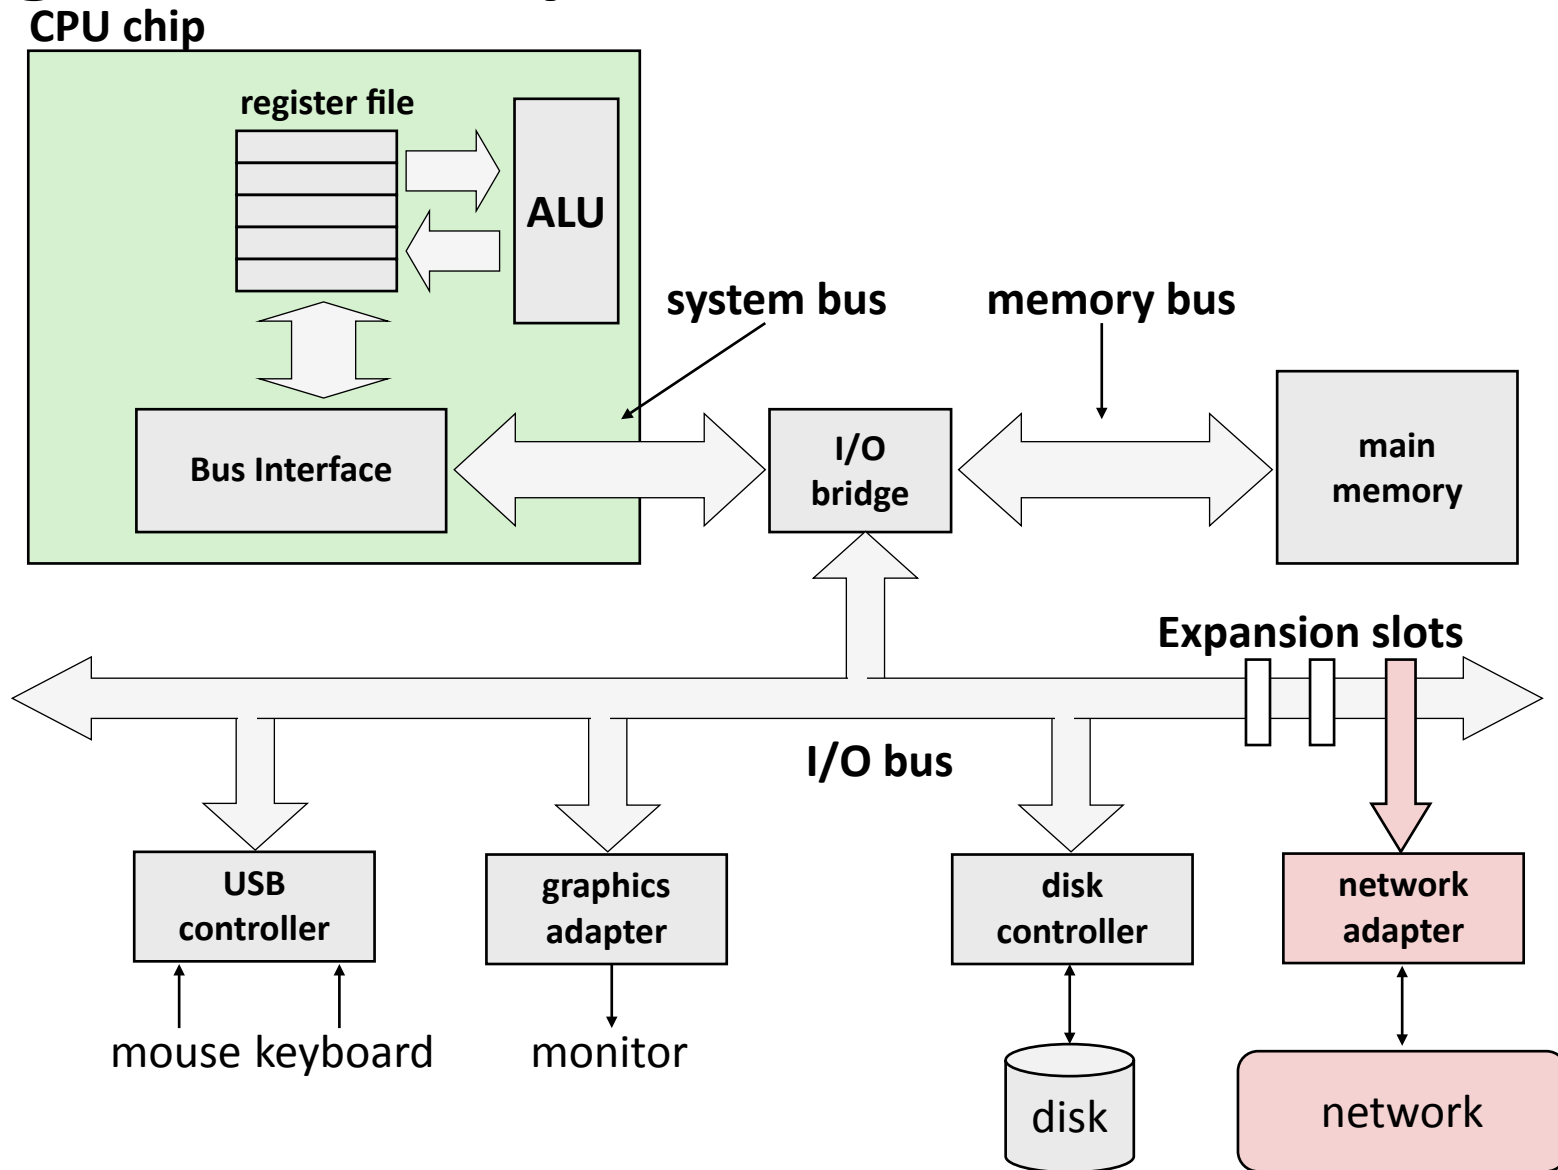 CPU chip
register file
ALU
system bus
memory bus
Bus Interface
I/O
bridge
main
memory
Expansion slots
I/O bus
USB
controller
graphics
adapter
disk
controller
network
adapter
mouse keyboard
monitor
disk
network